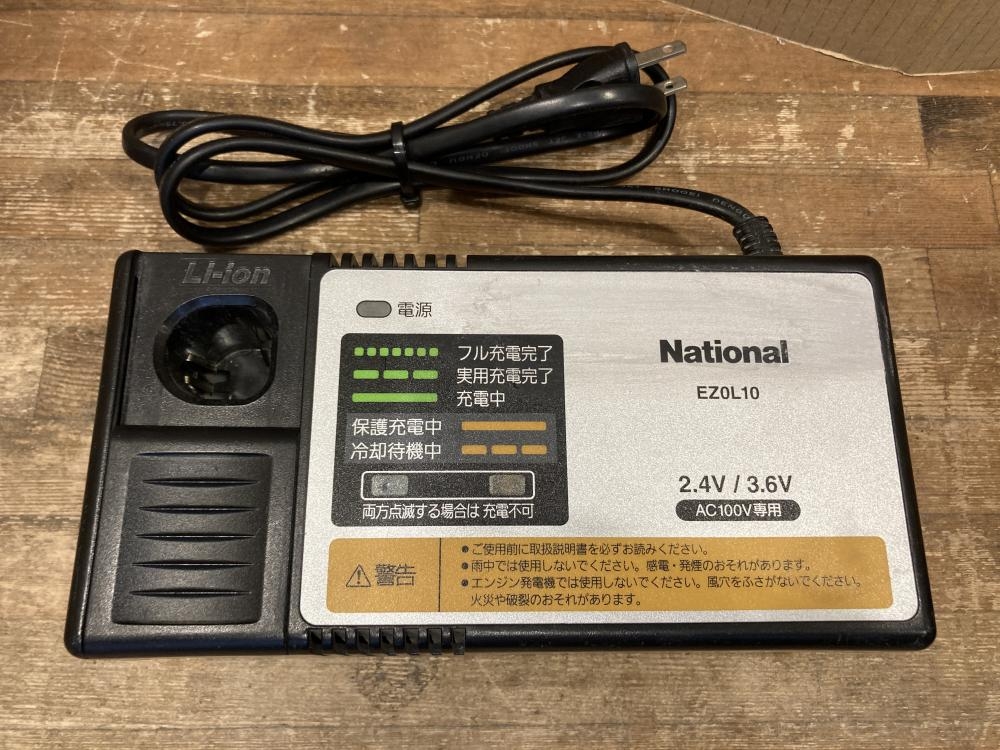 Li-ion
電源
フル充電完了
実用充電完了
充電中
保護充電中
冷却待機中
両方点滅する場合は 充電不可
National
EZ0L10
2.4V / 3.6V
AC100V専用
警告
●ご使用前に取扱説明書を必ずお読みください。
●雨中では使用しないでください。感電・発煙のおそれがあります。
●エンジン発電機では使用しないでください。風穴をふさがないでください。
火災や破裂のおそれがあります。